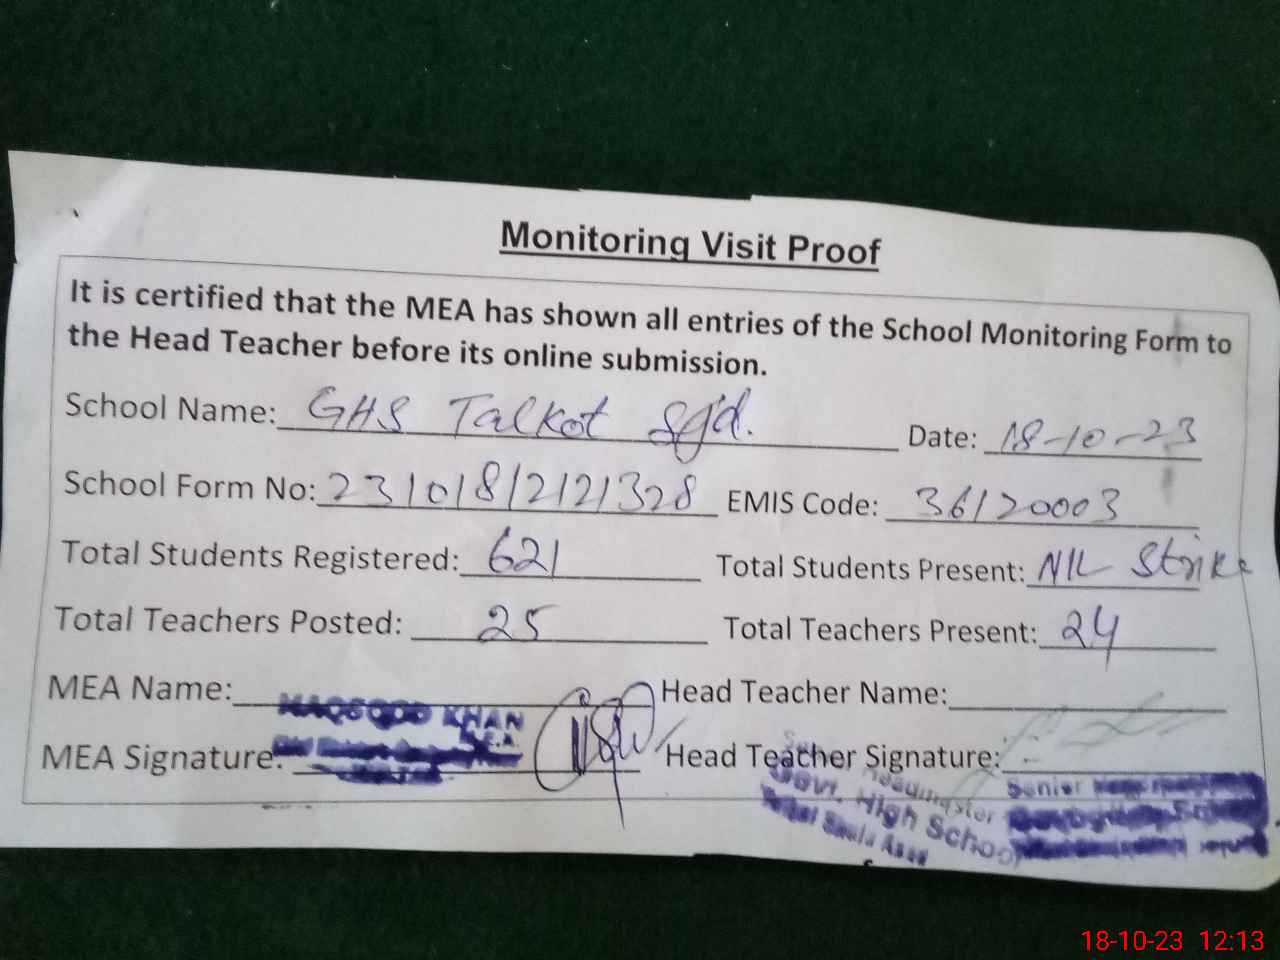 Monitoring Visit Proof
It is certified that the MEA has shown all entries of the School Monitoring Form to
the Head Teacher before its online submission.
School Name: GHS Talkot sgd. Date: 18-10-23
School Form No: 23101812121328 EMIS Code: 36120003
Total Students Registered: 621 Total Students Present: NIL Strike
Total Teachers Posted: 25 Total Teachers Present: 24
MEA Name: Head Teacher Name:
MAQSOOD KHAN
MEA Signature: Head Teacher Signature:
Headmaster
Govt. High School
Senior
18-10-23 12:13